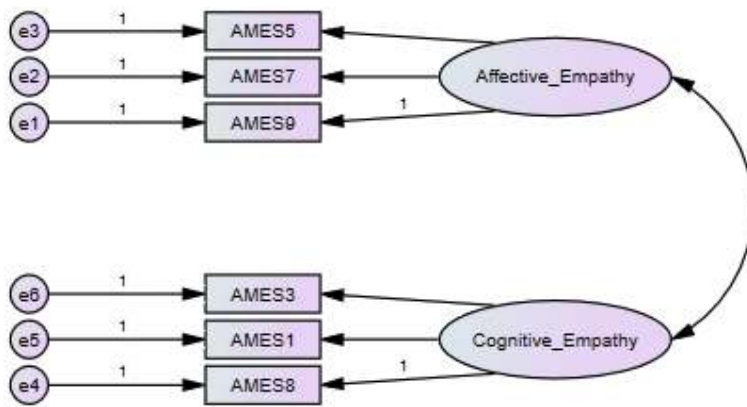 e3 1 AMES5
e2 1 AMES7 Affective_Empathy
e1 1 AMES9 1
e6 1 AMES3
e5 1 AMES1 Cognitive_Empathy
e4 1 AMES8 1